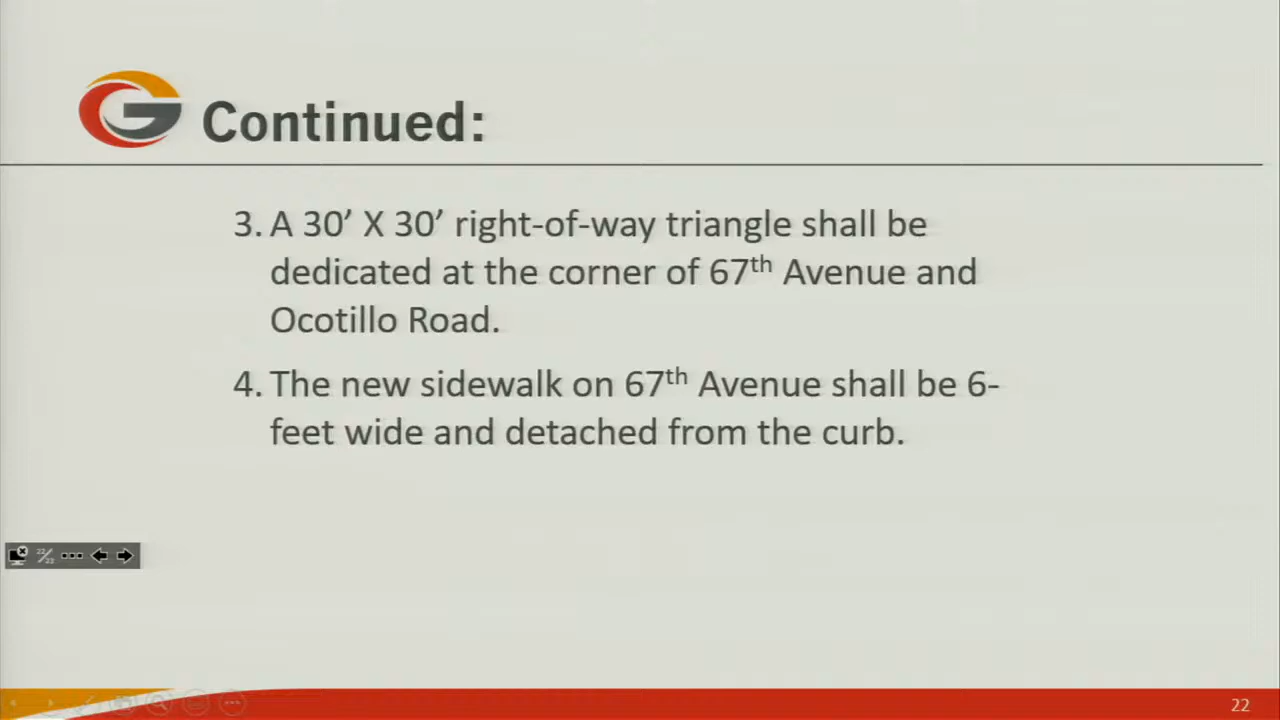 Continued:
3. A 30’ X 30’ right-of-way triangle shall be
dedicated at the corner of 67th Avenue and
Ocotillo Road.
4. The new sidewalk on 67th Avenue shall be 6-
feet wide and detached from the curb.
22